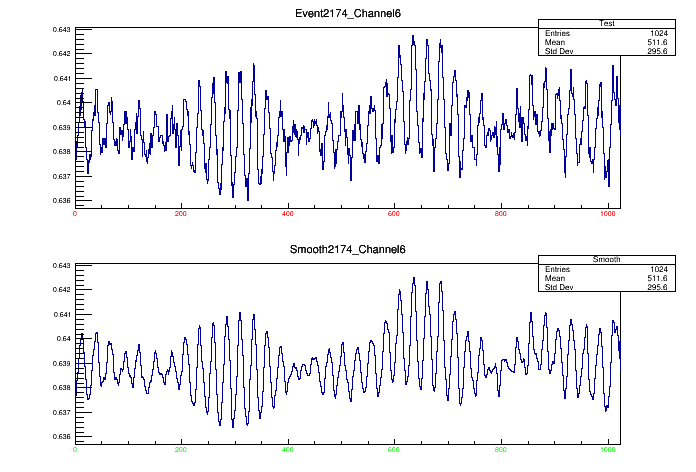 Event2174_Channel6
Test
Entries 1024
Mean 511.6
Std Dev 295.6
0.643
0.642
0.641
0.64
0.639
0.638
0.637
0.636
0 200 400 600 800 1000
Smooth2174_Channel6
Smooth
Entries 1024
Mean 511.6
Std Dev 295.6
0.643
0.642
0.641
0.64
0.639
0.638
0.637
0.636
0 200 400 600 800 1000